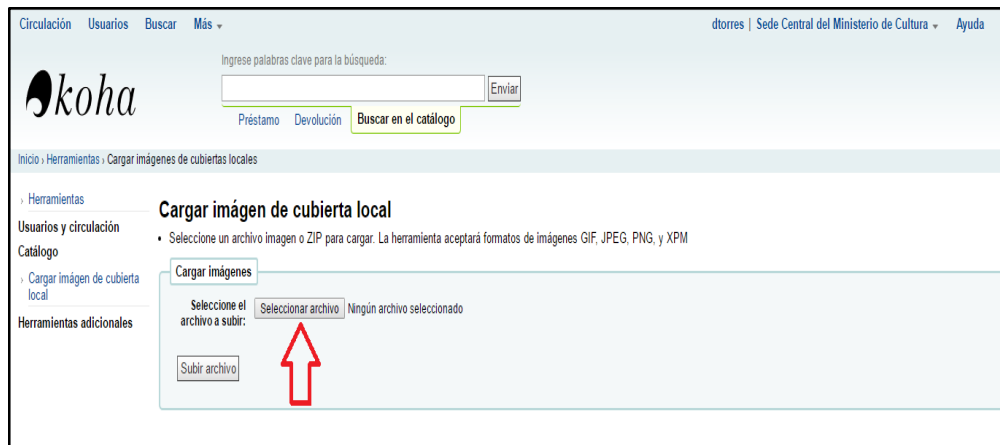 Circulación Usuarios Buscar Más
dtorres | Sede Central del Ministerio de Cultura Ayuda
Ingrese palabras clave para la búsqueda:
koha
Enviar
Préstamo Devolución Buscar en el catálogo
Inicio › Herramientas › Cargar imágenes de cubiertas locales
› Herramientas
Usuarios y circulación
Catálogo
› Cargar imágen de cubierta
local
Herramientas adicionales
Cargar imágen de cubierta local
• Seleccione un archivo imagen o ZIP para cargar. La herramienta aceptará formatos de imágenes GIF, JPEG, PNG, y XPM
Cargar imágenes
Seleccione el
archivo a subir:
Seleccionar archivo Ningún archivo seleccionado
Subir archivo